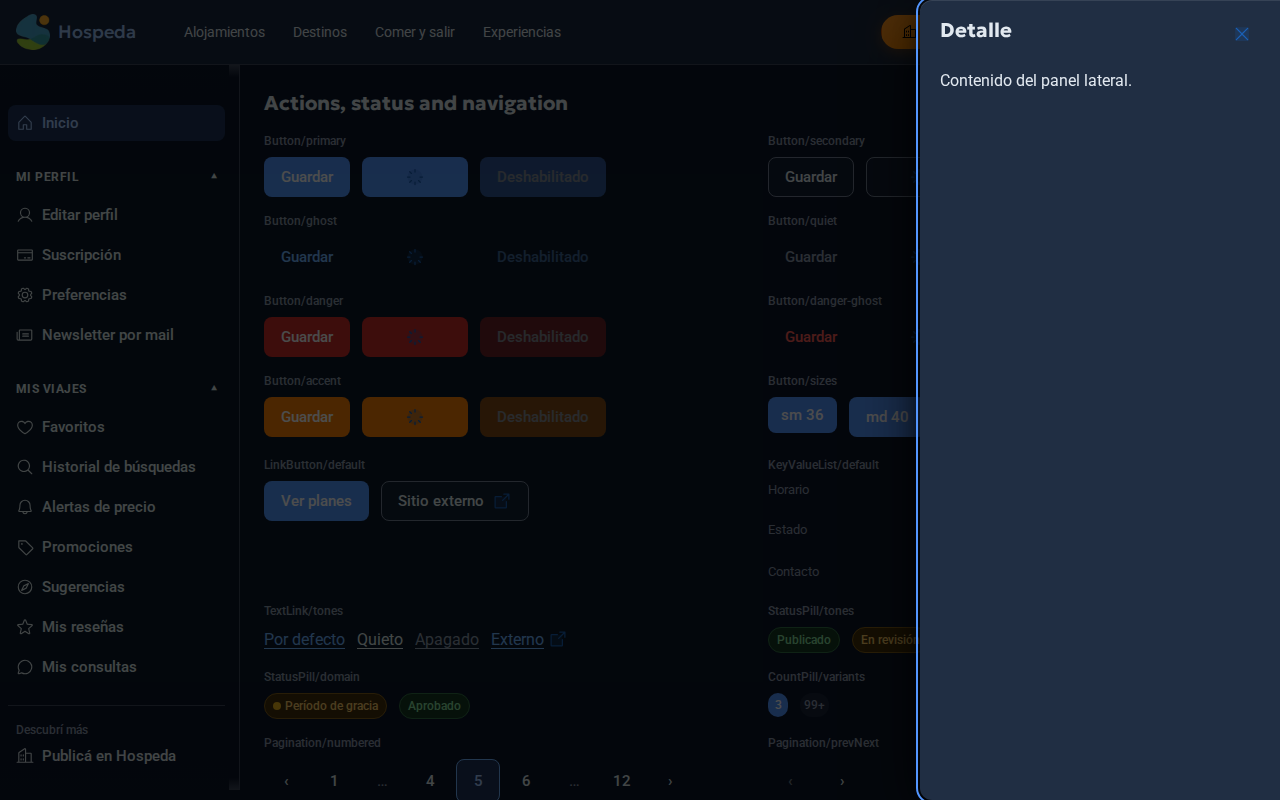 Hospeda
Alojamientos
Destinos
Comer y salir
Experiencias
Inicio
MI PERFIL
Editar perfil
Suscripción
Preferencias
Newsletter por mail
MIS VIAJES
Favoritos
Historial de búsquedas
Alertas de precio
Promociones
Sugerencias
Mis reseñas
Mis consultas
Descubrí más
Publicá en Hospeda
Actions, status and navigation
Button/primary
Guardar
Deshabilitado
Button/secondary
Guardar
Button/ghost
Guardar
Deshabilitado
Button/quiet
Guardar
Button/danger
Guardar
Deshabilitado
Button/danger-ghost
Guardar
Button/accent
Guardar
Deshabilitado
Button/sizes
sm 36
md 40
LinkButton/default
Ver planes
Sitio externo
KeyValueList/default
Horario
Estado
Contacto
TextLink/tones
Por defecto
Quieto
Apagado
Externo
StatusPill/tones
Publicado
En revisión
StatusPill/domain
Período de gracia
Aprobado
CountPill/variants
3
99+
Pagination/numbered
‹ 1 … 4 5 6 … 12 ›
Pagination/prevNext
‹ ›
Detalle
Contenido del panel lateral.